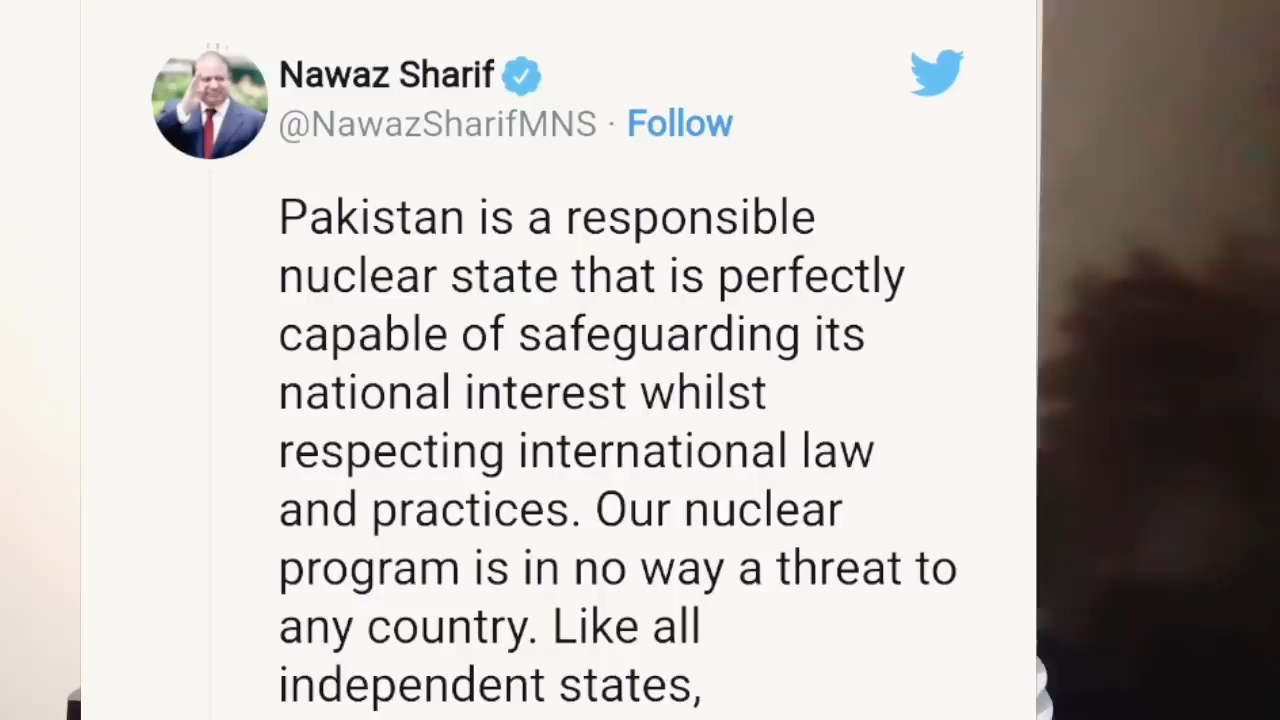 Nawaz Sharif
@NawazSharifMNS · Follow
Pakistan is a responsible
nuclear state that is perfectly
capable of safeguarding its
national interest whilst
respecting international law
and practices. Our nuclear
program is in no way a threat to
any country. Like all
independent states,